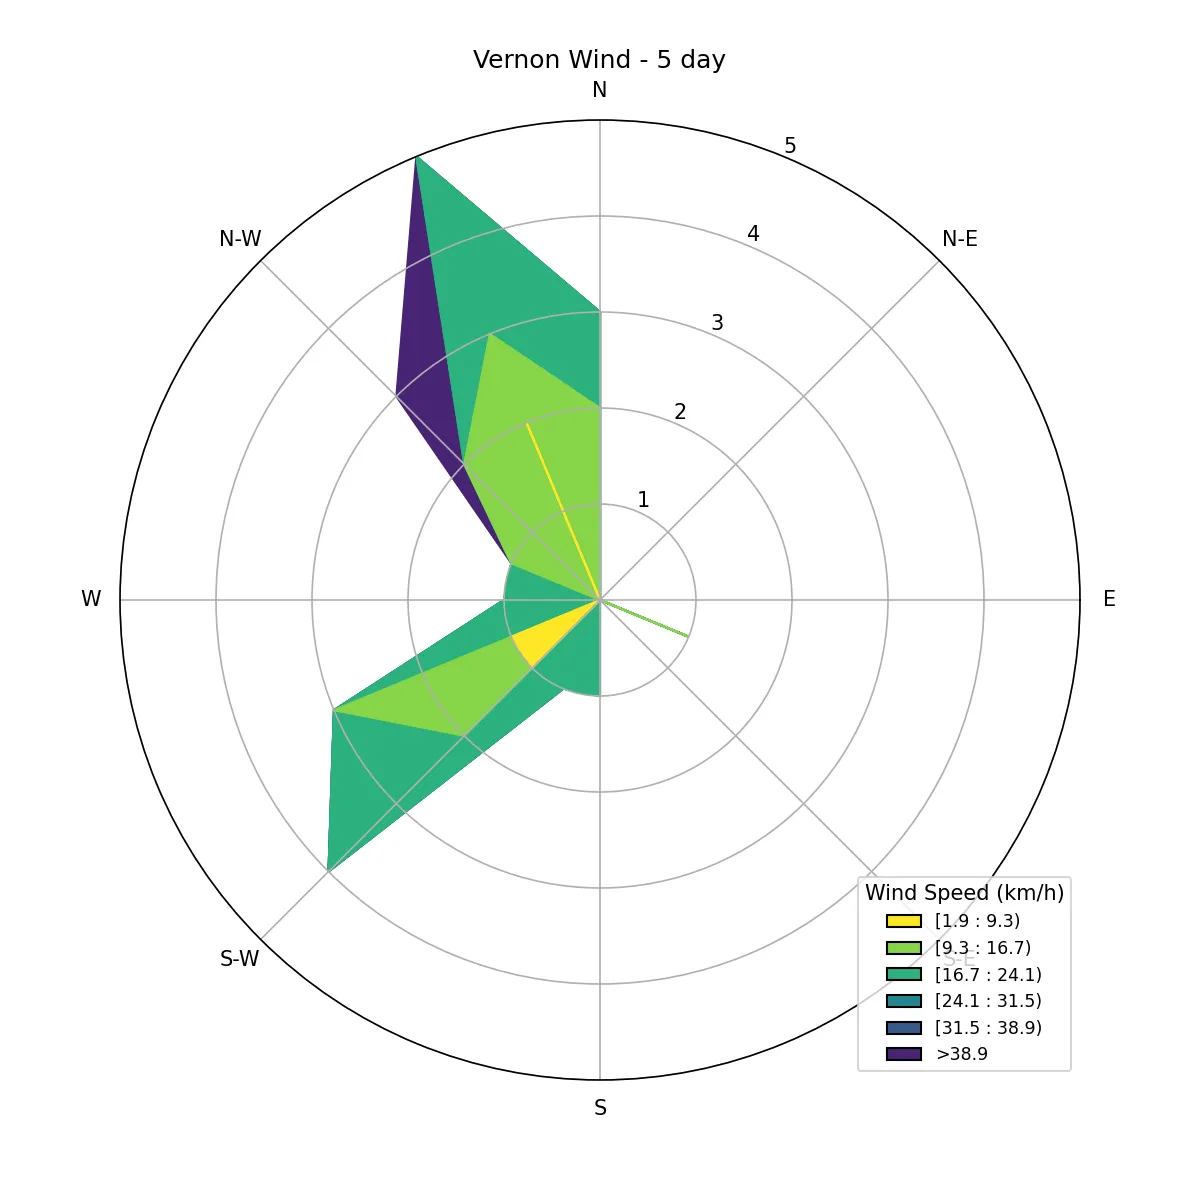 Vernon Wind - 5 day
N
5
N-W
4
N-E
3
2
1
W
E
Wind Speed (km/h)
[1.9 : 9.3)
[9.3 : 16.7)
S-W
S-E
[16.7 : 24.1)
[24.1 : 31.5)
[31.5 : 38.9)
>38.9
S